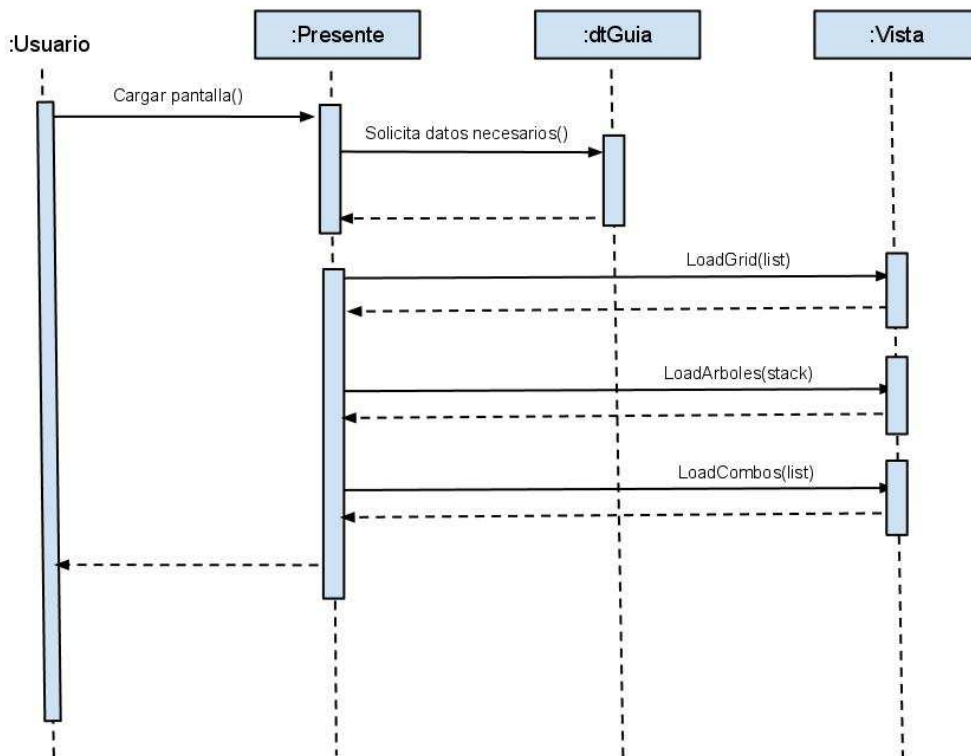 :Usuario
:Presente
:dtGuia
:Vista
Cargar pantalla()
Solicita datos necesarios()
LoadGrid(list)
LoadArboles(stack)
LoadCombos(list)